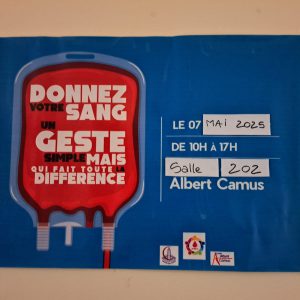 DONNEZ
VOTRE SANG
UN
GESTE
SIMPLE MAIS
QUI FAIT TOUTE LA
DIFFÉRENCE
LE 07 MAI 2025
DE 10H À 17H
Salle 202
Albert Camus